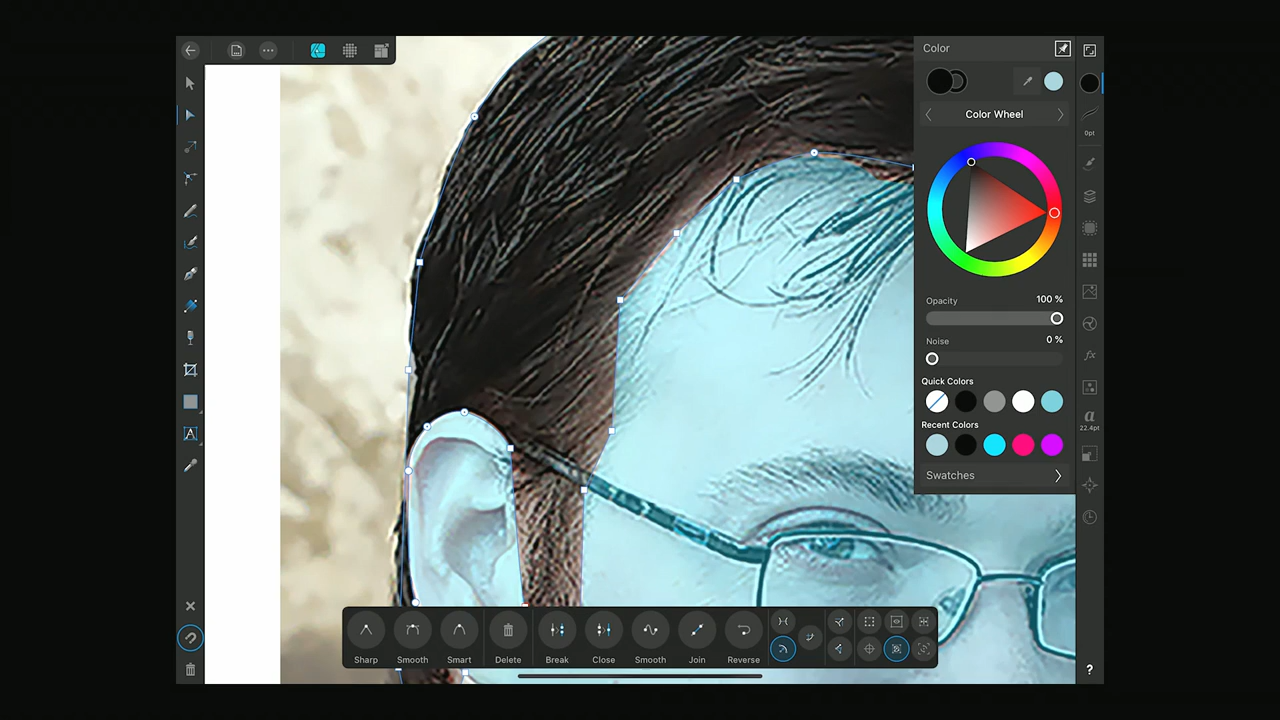 Color
Color Wheel
0pt
Opacity 100 %
Noise 0 %
Quick Colors
Recent Colors
a
22.4pt
Swatches
A
fx
Sharp Smooth Smart Delete Break Close Smooth Join Reverse
?